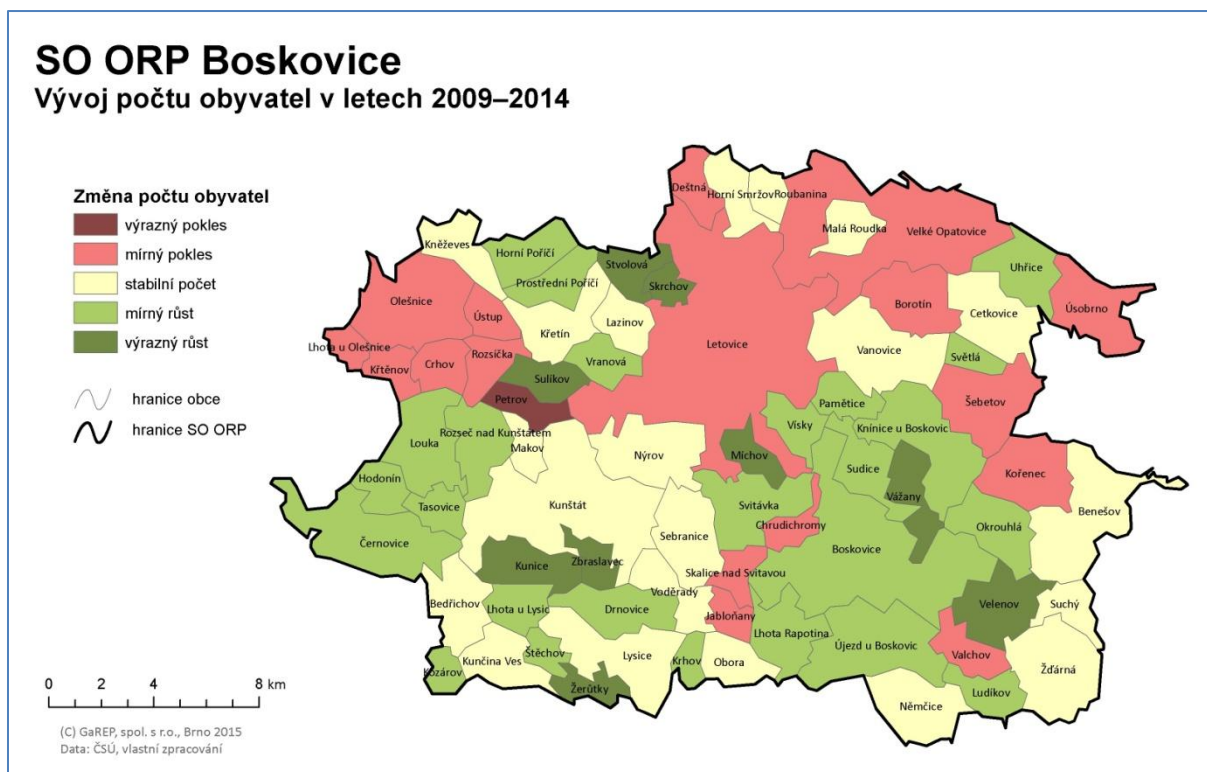 SO ORP Boskovice
Vývoj počtu obyvatel v letech 2009–2014
Změna počtu obyvatel
výrazný pokles
mírný pokles
stabilní počet
mírný růst
výrazný růst
hranice obce
hranice SO ORP
Deštná
Horní Smržov
Roubanina
Malá Roudka
Velké Opatovice
Kněževes
Horní Poříčí
Stvolová
Uhřice
Prostřední Poříčí
Skrchov
Olešnice
Borotín
Úsobrno
Ústup
Křetín
Lazinov
Cetkovice
Lhota u Olešnice
Rozsíčka
Letovice
Vanovice
Crhov
Vranová
Světlá
Křtěnov
Sulíkov
Petrov
Pamětice
Šebetov
Rozseč nad Kunštátem
Vísky
Knínice u Boskovic
Louka
Makov
Nýrov
Míchov
Sudice
Kořenec
Hodonín
Vážany
Tasovice
Kunštát
Svitávka
Benešov
Chrudichromy
Okrouhlá
Černovice
Sebranice
Boskovice
Kunice
Zbraslavec
Skalice nad Svitavou
Voděrady
Bedřichov
Velenov
Suchý
Lhota u Lysic
Drnovice
Jabloňany
Lhota Rapotina
Újezd u Boskovic
Štěchov
Lysice
Valchov
Kunčina Ves
Krhov
Obora
Žďárná
Kozárov
Žerůtky
Ludíkov
Němčice
0 2 4 6 8 km
(C) GaREP, spol. s r.o., Brno 2015
Data: ČSÚ, vlastní zpracování